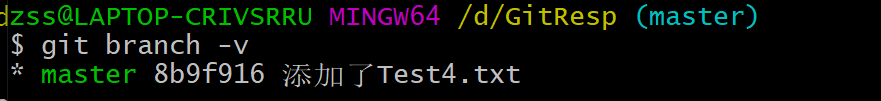 dzss@LAPTOP-CRIVSRRU MINGW64 /d/GitResp (master)
$ git branch -v
* master 8b9f916 添加了Test4.txt